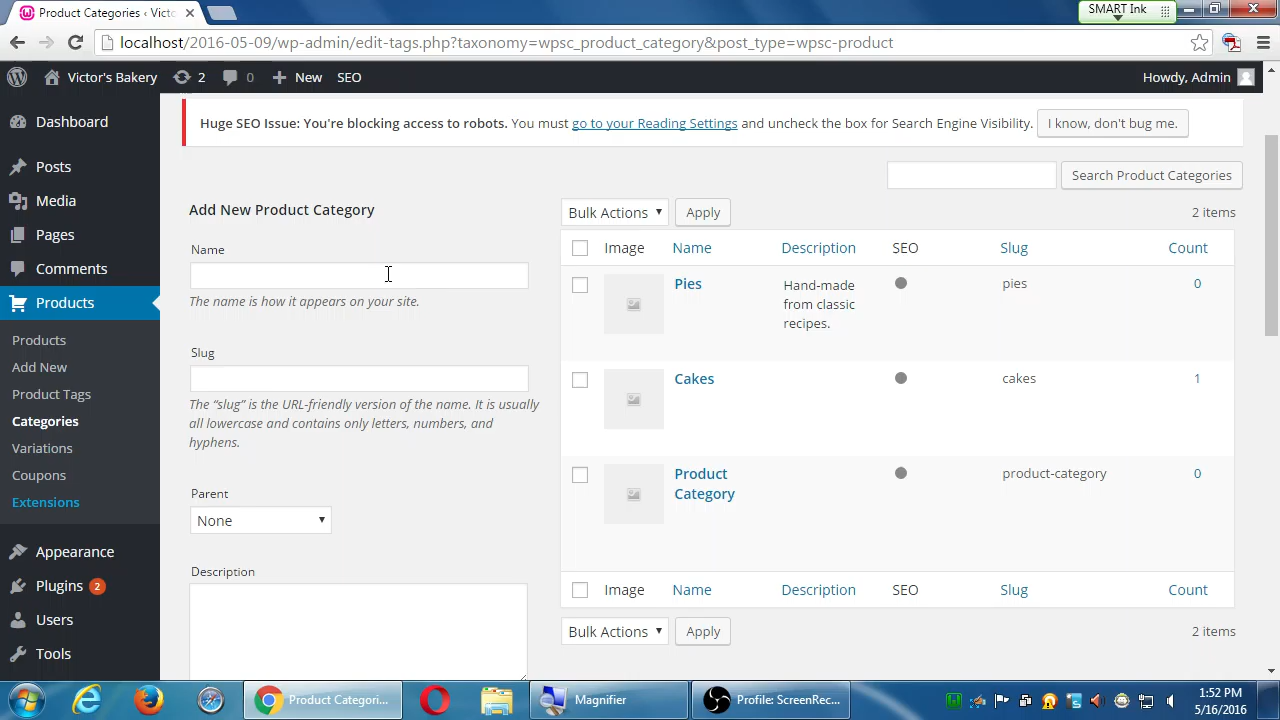 Product Categories ‹ Victo
SMART Ink
localhost/2016-05-09/wp-admin/edit-tags.php?taxonomy=wpsc_product_category&post_type=wpsc-product
Victor's Bakery
2
0
New
SEO
Howdy, Admin
Dashboard
Posts
Media
Pages
Comments
Products
Products
Add New
Product Tags
Categories
Variations
Coupons
Extensions
Appearance
Plugins 2
Users
Tools
Huge SEO Issue: You're blocking access to robots. You must go to your Reading Settings and uncheck the box for Search Engine Visibility.
I know, don't bug me.
Search Product Categories
Add New Product Category
Name
The name is how it appears on your site.
Slug
The “slug” is the URL-friendly version of the name. It is usually
all lowercase and contains only letters, numbers, and
hyphens.
Parent
None
Description
Bulk Actions
Apply
2 items
Image Name Description SEO Slug Count
Pies
Hand-made
from classic
recipes.
pies
0
Cakes
cakes
1
Product
Category
product-category
0
Image Name Description SEO Slug Count
Bulk Actions
Apply
2 items
Product Categori...
Magnifier
Profile: ScreenRec...
1:52 PM
5/16/2016